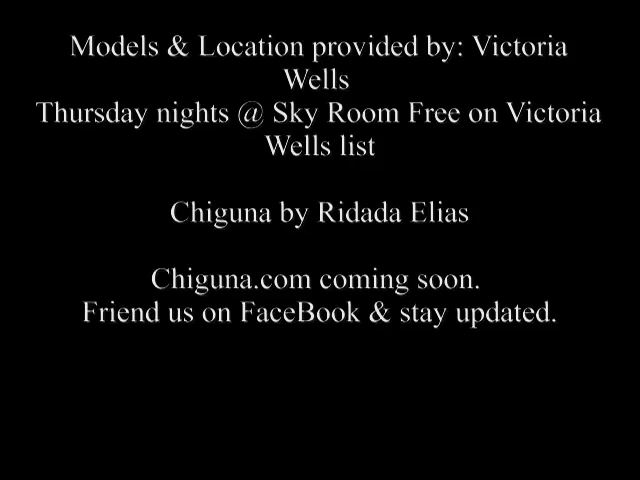 Models & Location provided by: Victoria
Wells
Thursday nights @ Sky Room Free on Victoria
Wells list
Chiguna by Ridada Elias
Chiguna.com coming soon.
Friend us on FaceBook & stay updated.